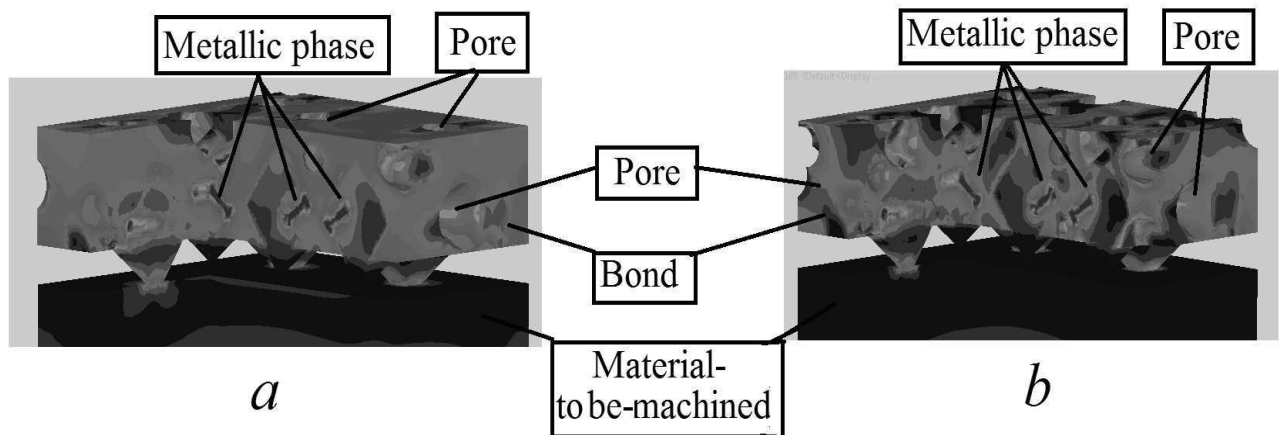 Metallic phase
Pore
Metallic phase
Pore
Pore
Bond
Material-
to be-machined
a
b